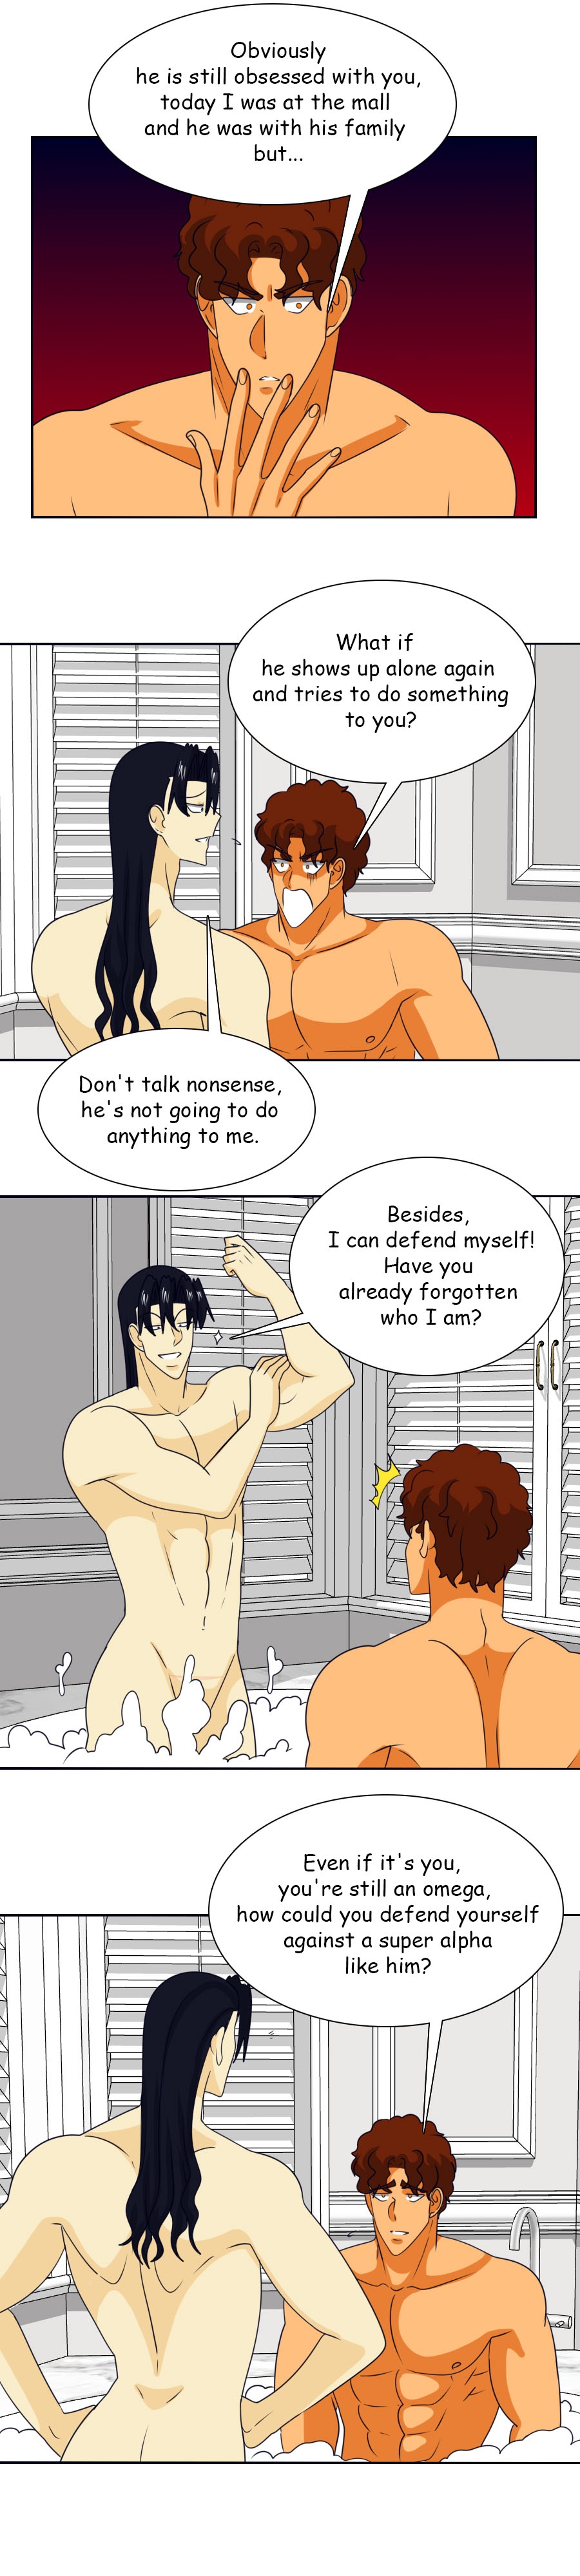 Obviously
he is still obsessed with you,
today I was at the mall
and he was with his family
but...
What if
he shows up alone again
and tries to do something
to you?
Don't talk nonsense,
he's not going to do
anything to me.
Besides,
I can defend myself!
Have you
already forgotten
who I am?
Even if it's you,
you're still an omega,
how could you defend yourself
against a super alpha
like him?